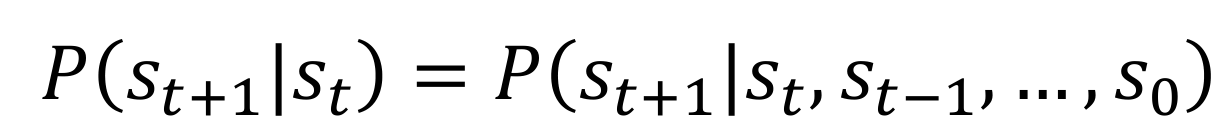 P(s_{t+1}|s_t) = P(s_{t+1}|s_t, s_{t-1}, ..., s_0)